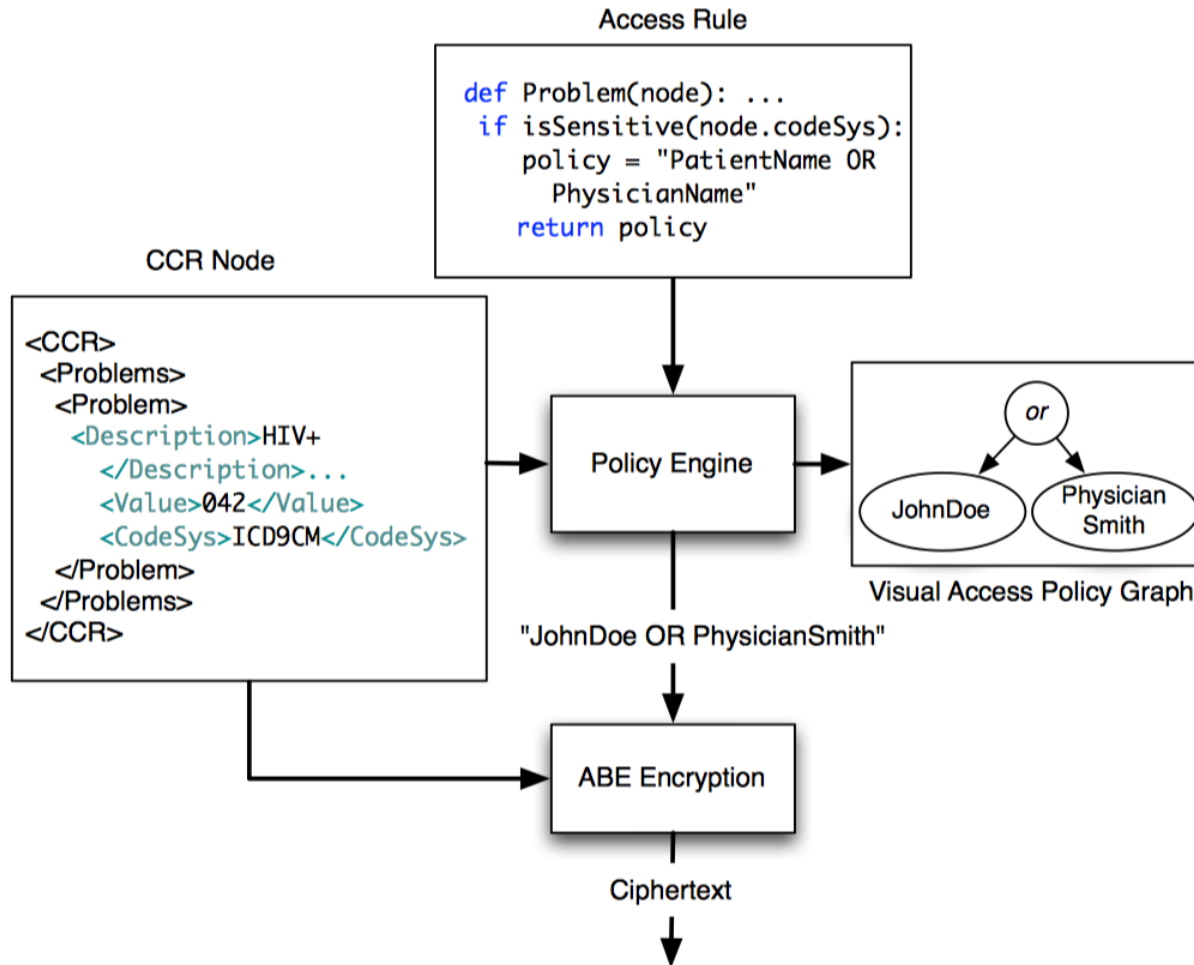 Access Rule
def Problem(node): ...
if isSensitive(node.codeSys):
policy = "PatientName OR
PhysicianName"
return policy
CCR Node
<CCR>
<Problems>
<Problem>
<Description>HIV+
</Description>...
<Value>042</Value>
<CodeSys>ICD9CM</CodeSys>
</Problem>
</Problems>
</CCR>
Policy Engine
or
JohnDoe
Physician
Smith
Visual Access Policy Graph
"JohnDoe OR PhysicianSmith"
ABE Encryption
Ciphertext